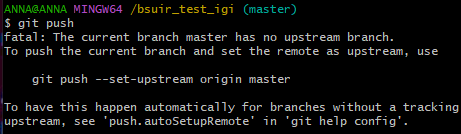 ANNA@ANNA MINGW64 /bsuir_test_igi (master)
$ git push
fatal: The current branch master has no upstream branch.
To push the current branch and set the remote as upstream, use
git push --set-upstream origin master
To have this happen automatically for branches without a tracking
upstream, see 'push.autoSetupRemote' in 'git help config'.